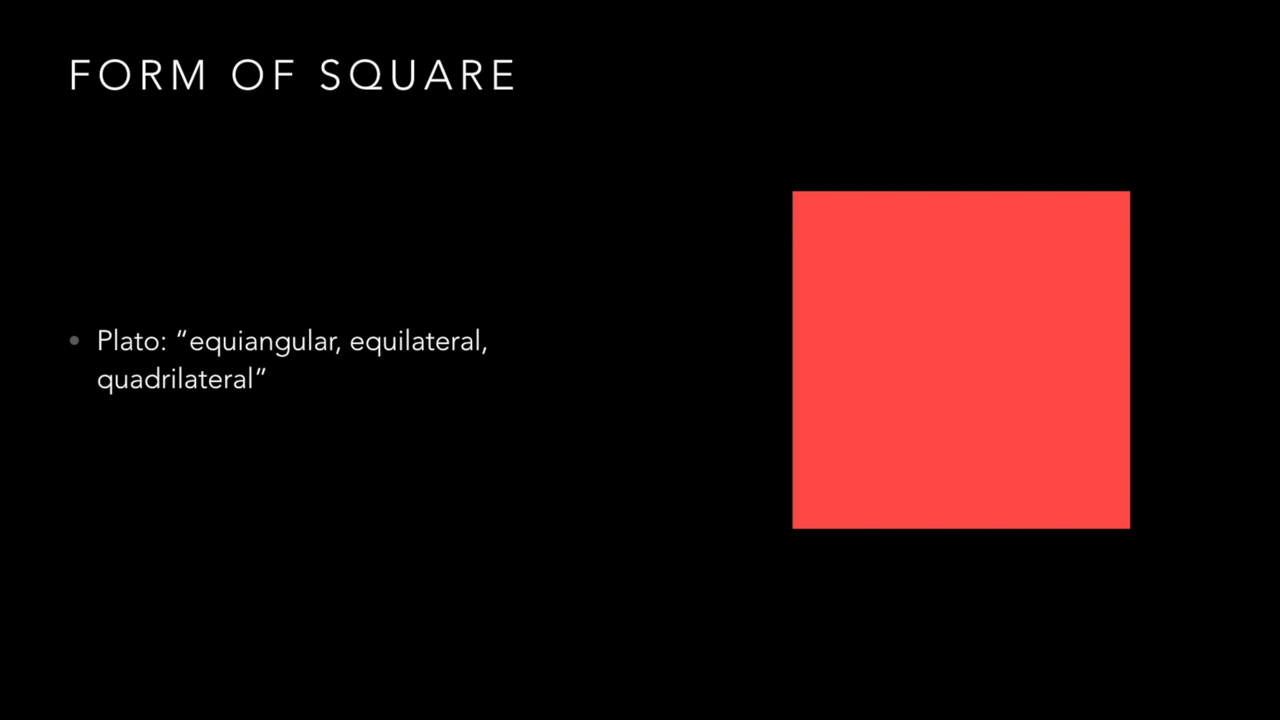 FORM OF SQUARE
• Plato: “equiangular, equilateral,
quadrilateral”